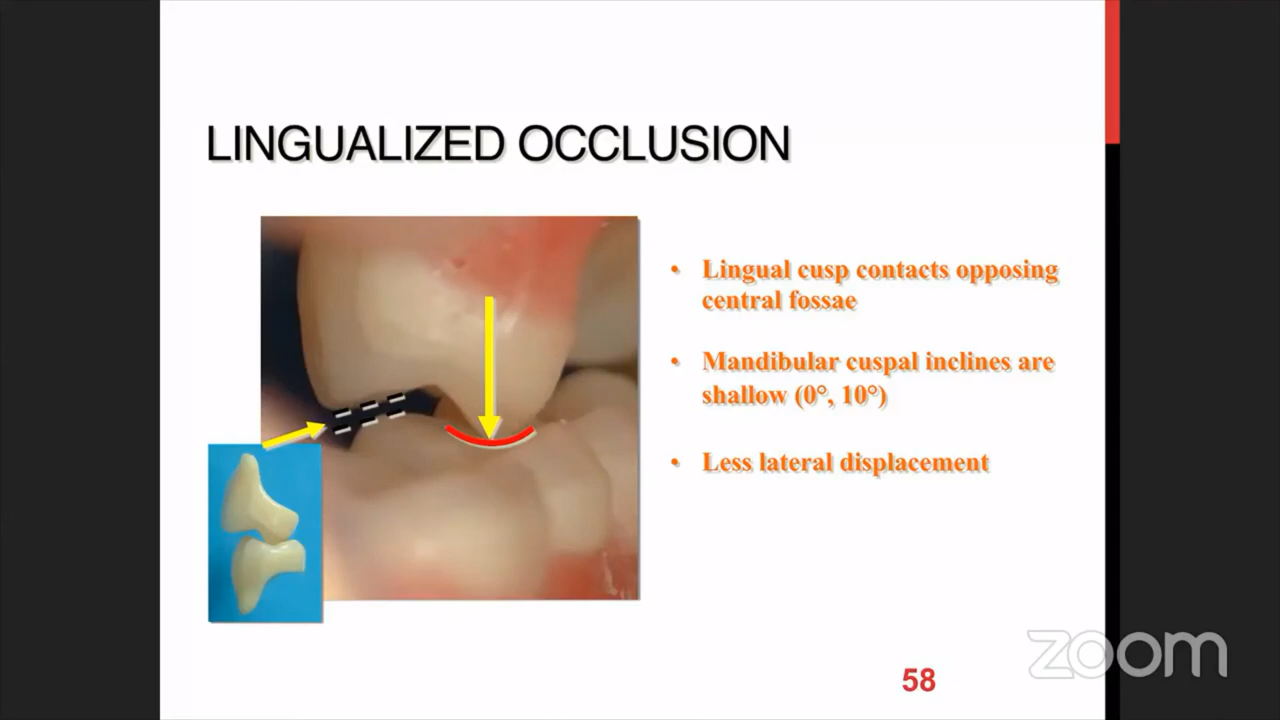 LINGUALIZED OCCLUSION
• Lingual cusp contacts opposing
central fossae
• Mandibular cuspal inclines are
shallow (0°, 10°)
• Less lateral displacement
58
zoom